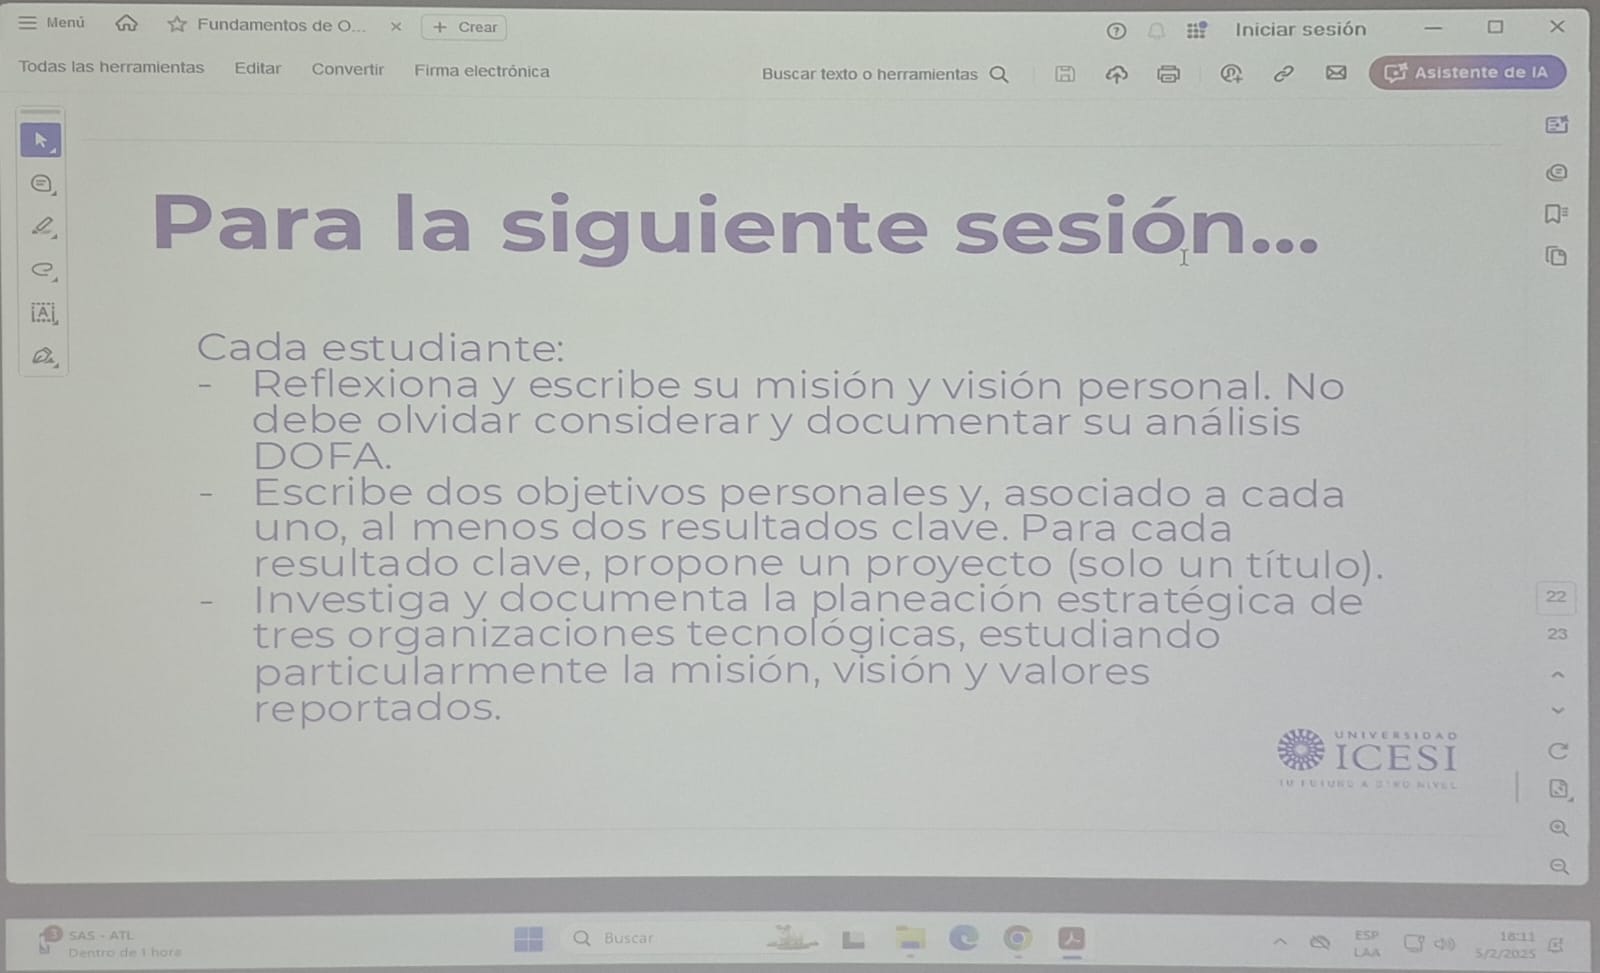 Menú
Fundamentos de O...
Crear
Iniciar sesión
Todas las herramientas
Editar
Convertir
Firma electrónica
Buscar texto o herramientas
Asistente de IA
Para la siguiente sesión...
Cada estudiante:
- Reflexiona y escribe su misión y visión personal. No
debe olvidar considerar y documentar su análisis
DOFA.
- Escribe dos objetivos personales y, asociado a cada
uno, al menos dos resultados clave. Para cada
resultado clave, propone un proyecto (solo un título).
- Investiga y documenta la planeación estratégica de
tres organizaciones tecnológicas, estudiando
particularmente la misión, visión y valores
reportados.
22
23
UNIVERSIDAD
ICESI
TU FUTURO A OTRO NIVEL
3
SAS - ATL
Dentro de 1 hora
Buscar
ESP
LAA
16:11
5/2/2025